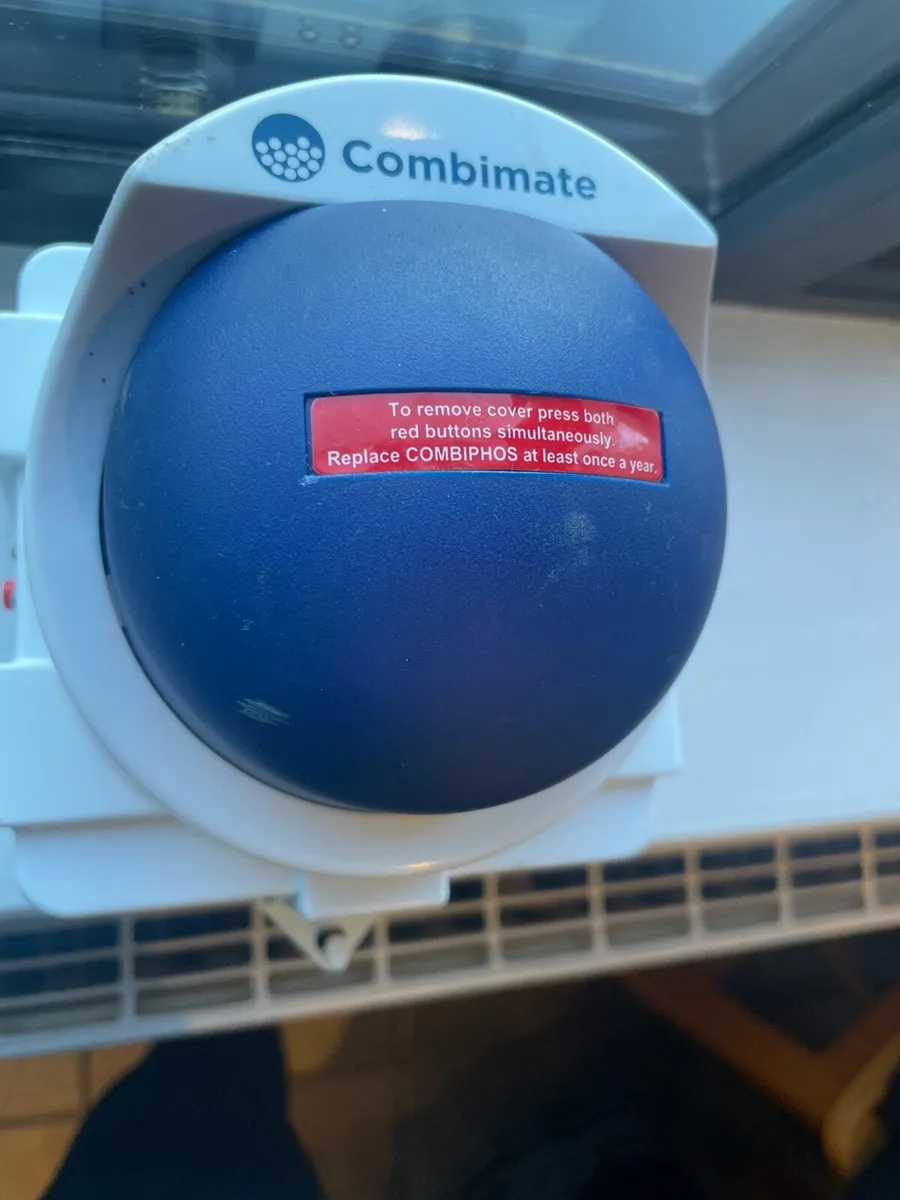 Combimate
To remove cover press both
red buttons simultaneously.
Replace COMBIPHOS at least once a year.